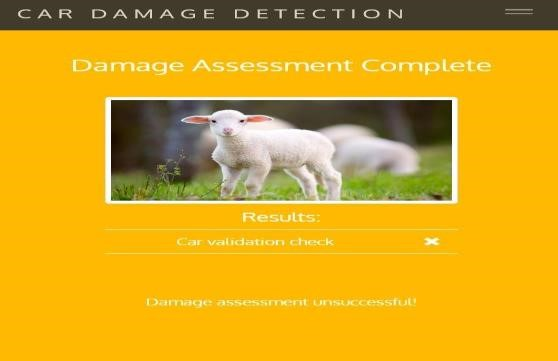 CAR DAMAGE DETECTION
Damage Assessment Complete
Results:
Car validation check ✖
Damage assessment unsuccessful!